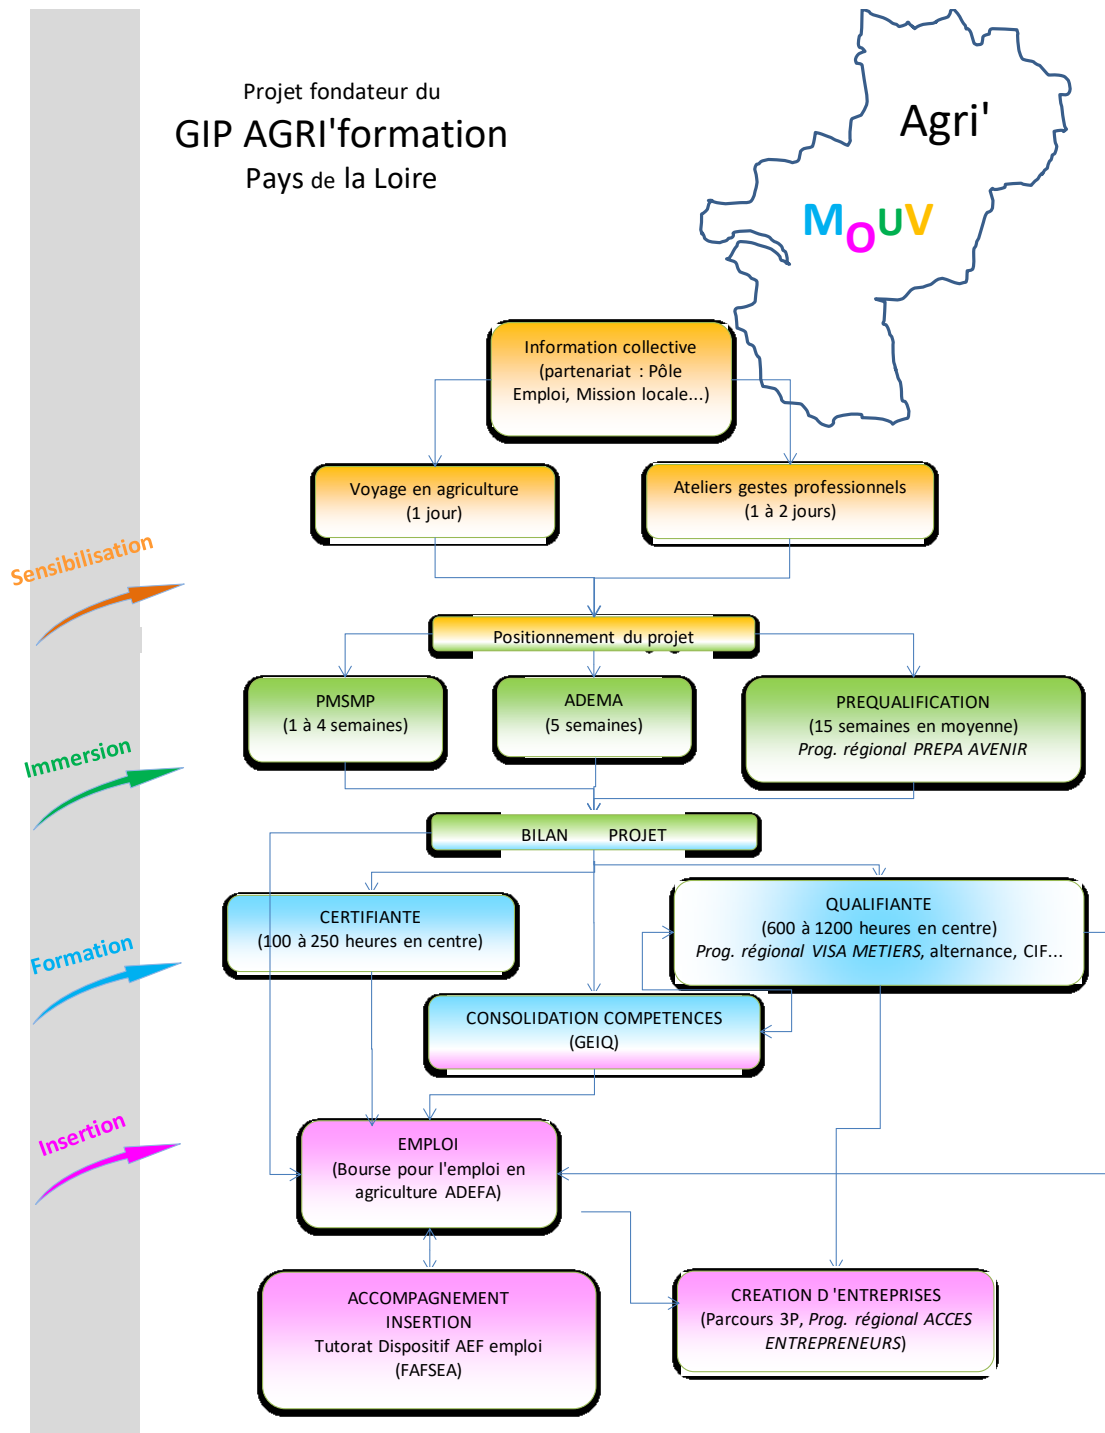 Projet fondateur du
GIP AGRI'formation
Pays de la Loire
Agri'
MOUV
Information collective
(partenariat : Pôle
Emploi, Mission locale...)
Voyage en agriculture
(1 jour)
Ateliers gestes professionnels
(1 à 2 jours)
Sensibilisation
Positionnement du projet
PMSMP
(1 à 4 semaines)
ADEMA
(5 semaines)
PREQUALIFICATION
(15 semaines en moyenne)
Prog. régional PREPA AVENIR
Immersion
BILAN PROJET
CERTIFIANTE
(100 à 250 heures en centre)
QUALIFIANTE
(600 à 1200 heures en centre)
Prog. régional VISA METIERS, alternance, CIF...
Formation
CONSOLIDATION COMPETENCES
(GEIQ)
Insertion
EMPLOI
(Bourse pour l'emploi en
agriculture ADEFA)
ACCOMPAGNEMENT
INSERTION
Tutorat Dispositif AEF emploi
(FAFSEA)
CREATION D 'ENTREPRISES
(Parcours 3P, Prog. régional ACCES
ENTREPRENEURS)